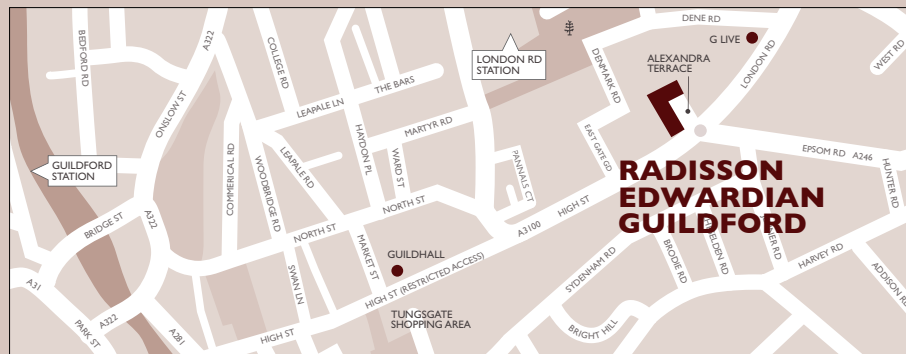 BEDFORD RD
A322
ONSLOW ST
COLLEGE RD
LEAPALE LN
THE BARS
LONDON RD
STATION
DENE RD
G LIVE
ALEXANDRA
TERRACE
LONDON RD
WEST RD
DENMARK RD
MARTYR RD
HAYDON PL
WARD ST
LEAPALE RD
WOODBRIDGE RD
COMMERICAL RD
GUILDFORD
STATION
EAST GATE GD
PANNALS CT
EPSOM RD A246
HUNTER RD
RADISSON
EDWARDIAN
GUILDFORD
BRIDGE ST
A322
NORTH ST
NORTH ST
A3100
HIGH ST
MARKET ST
GUILDHALL
SWAN LN
HIGH ST (RESTRICTED ACCESS)
SYDENHAM RD
BRODIE RD
HARVEY RD
ADDISON RD
A31
PARK ST
A322
A281
HIGH ST
TUNGSGATE
SHOPPING AREA
BRIGHT HILL